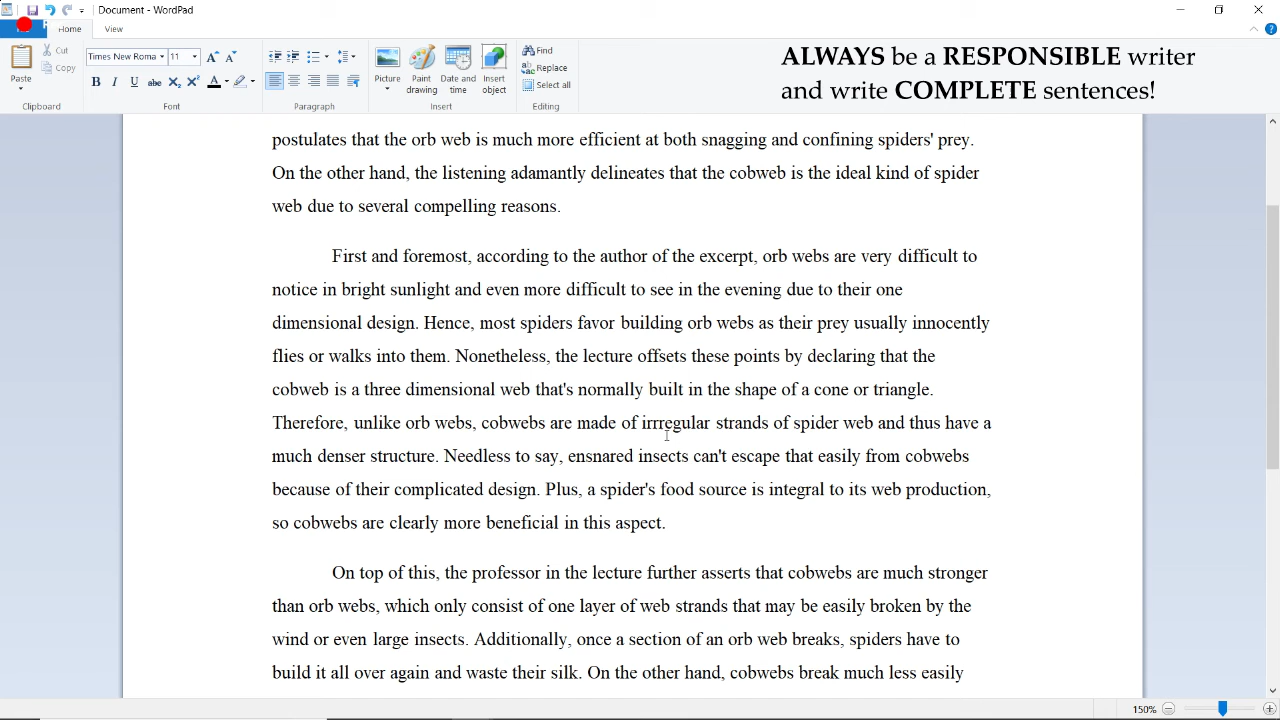 Document - WordPad
Home
View
Paste
Cut
Copy
Clipboard
Times New Roma
11
Font
Paragraph
Picture
Paint drawing
Date and time
Insert object
Insert
Find
Replace
Select all
Editing
ALWAYS be a RESPONSIBLE writer
and write COMPLETE sentences!
postulates that the orb web is much more efficient at both snagging and confining spiders' prey.
On the other hand, the listening adamantly delineates that the cobweb is the ideal kind of spider
web due to several compelling reasons.
First and foremost, according to the author of the excerpt, orb webs are very difficult to
notice in bright sunlight and even more difficult to see in the evening due to their one
dimensional design. Hence, most spiders favor building orb webs as their prey usually innocently
flies or walks into them. Nonetheless, the lecture offsets these points by declaring that the
cobweb is a three dimensional web that's normally built in the shape of a cone or triangle.
Therefore, unlike orb webs, cobwebs are made of irrregular strands of spider web and thus have a
much denser structure. Needless to say, ensnared insects can't escape that easily from cobwebs
because of their complicated design. Plus, a spider's food source is integral to its web production,
so cobwebs are clearly more beneficial in this aspect.
On top of this, the professor in the lecture further asserts that cobwebs are much stronger
than orb webs, which only consist of one layer of web strands that may be easily broken by the
wind or even large insects. Additionally, once a section of an orb web breaks, spiders have to
build it all over again and waste their silk. On the other hand, cobwebs break much less easily
150%